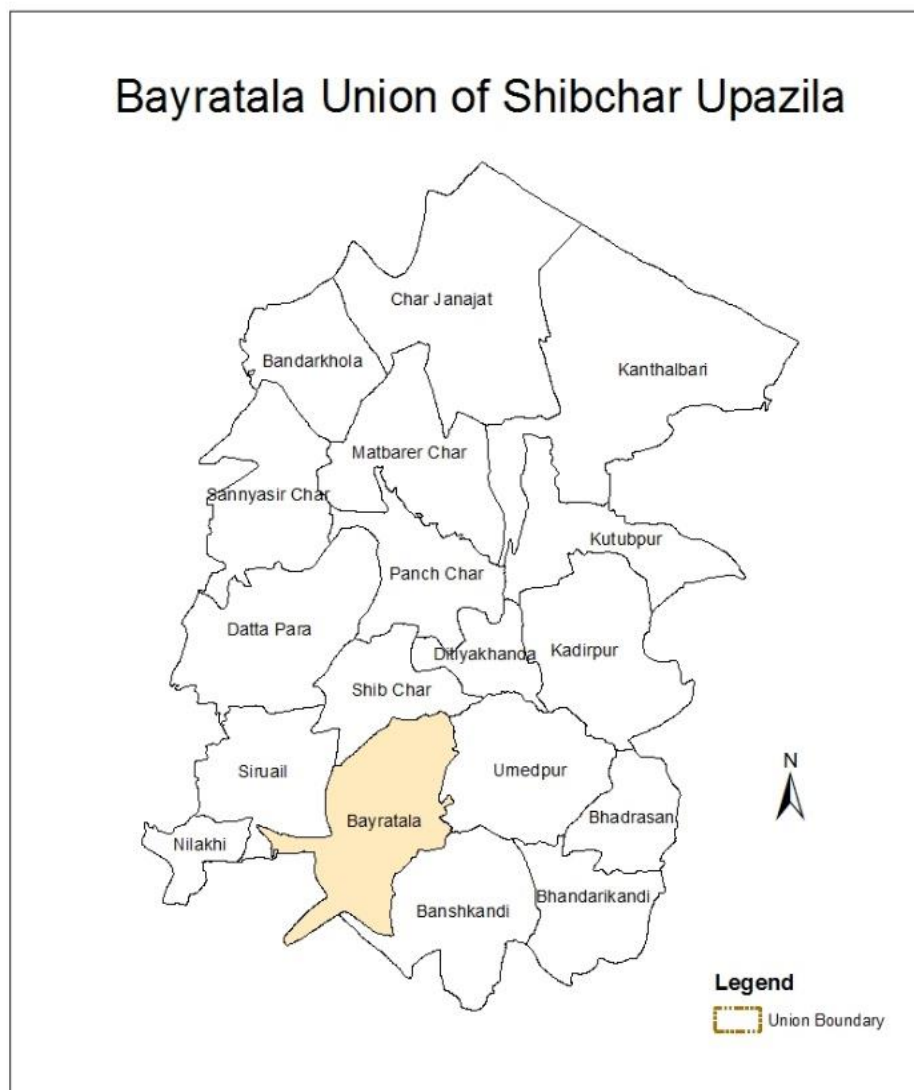 Bayratala Union of Shibchar Upazila
Char Janajat
Bandarkhola
Kanthalbari
Matbarer Char
Sannyasir Char
Kutubpur
Panch Char
Datta Para
Ditiyakhanda
Kadirpur
Shib Char
Siruail
Umedpur
N
Bayratala
Bhadrasan
Nilakhi
Bhandarikandi
Banshkandi
Legend
Union Boundary